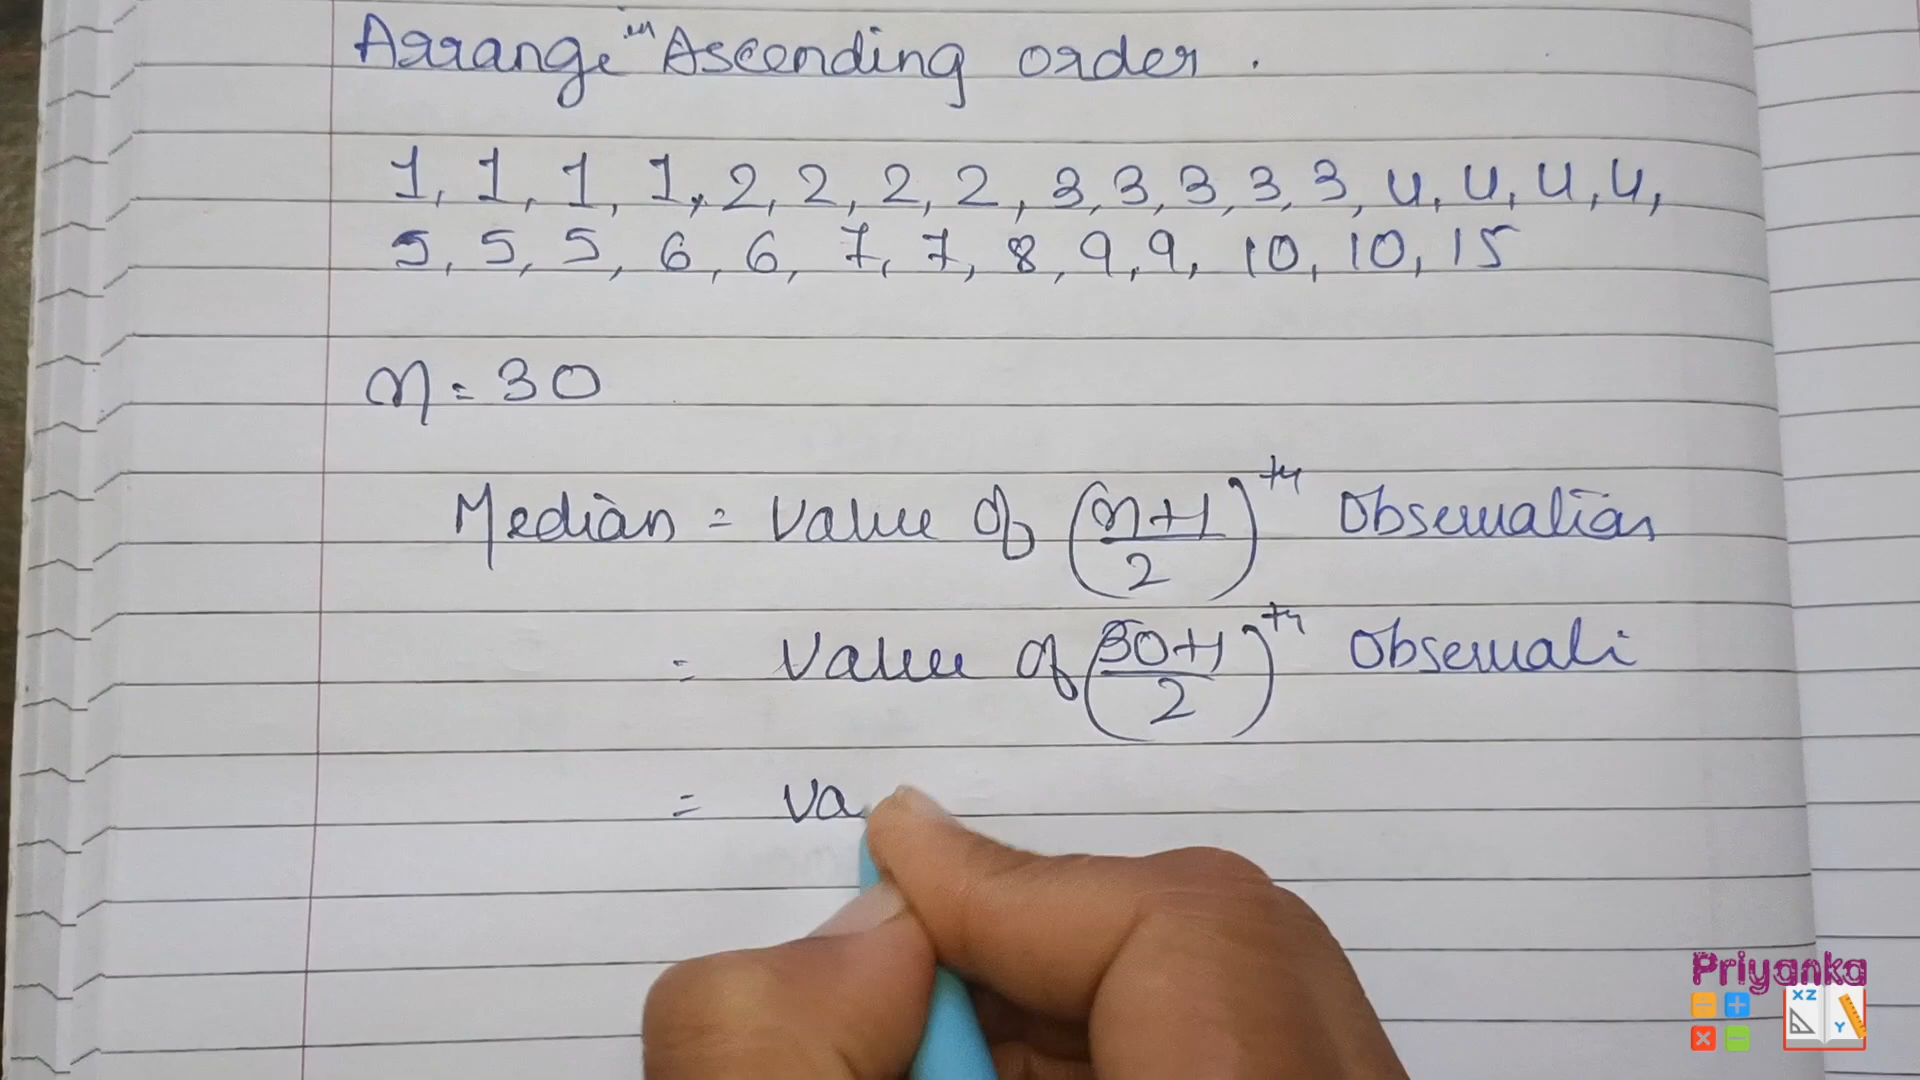 Arrange in Ascending order .
1, 1, 1, 1, 2, 2, 2, 2, 3, 3, 3, 3, 3, 4, 4, 4, 4,
5, 5, 5, 6, 6, 7, 7, 8, 9, 9, 10, 10, 15
n = 30
Median = Value of (n+1/2)th Observation
= Value of (30+1/2)th Observati
= Va
Priyanka
XZ
Y